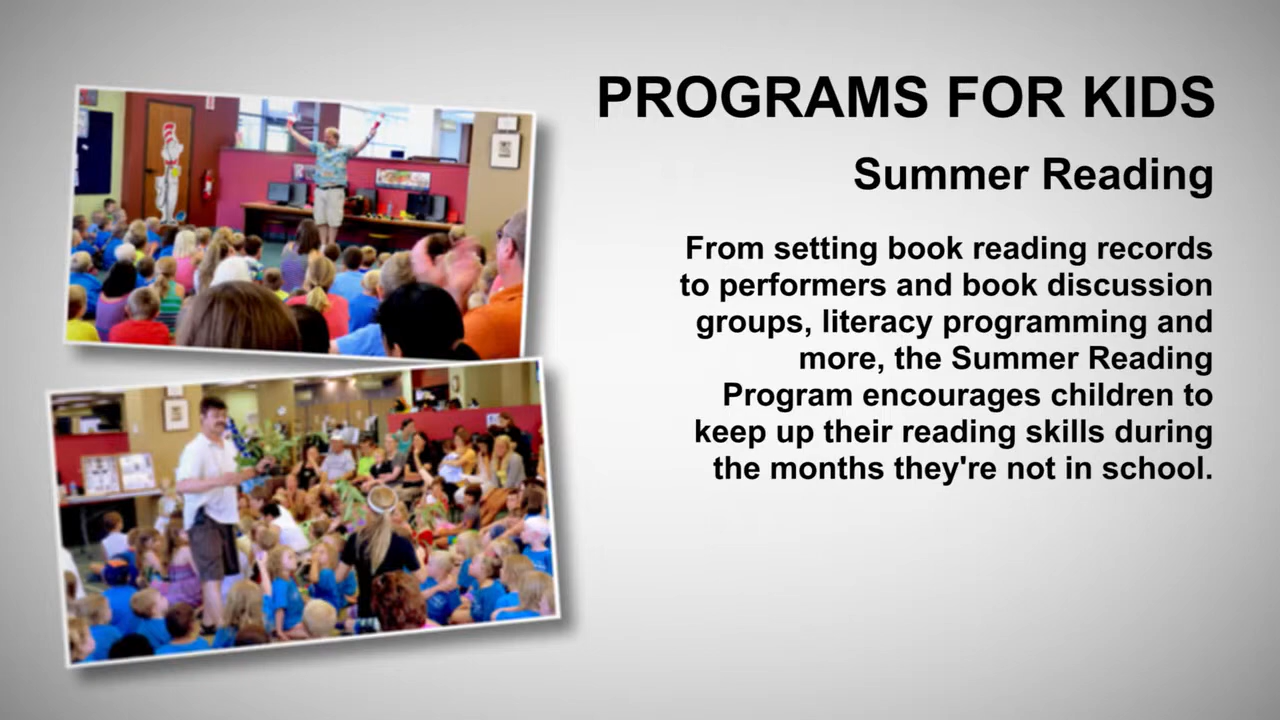 PROGRAMS FOR KIDS
Summer Reading
From setting book reading records
to performers and book discussion
groups, literacy programming and
more, the Summer Reading
Program encourages children to
keep up their reading skills during
the months they're not in school.